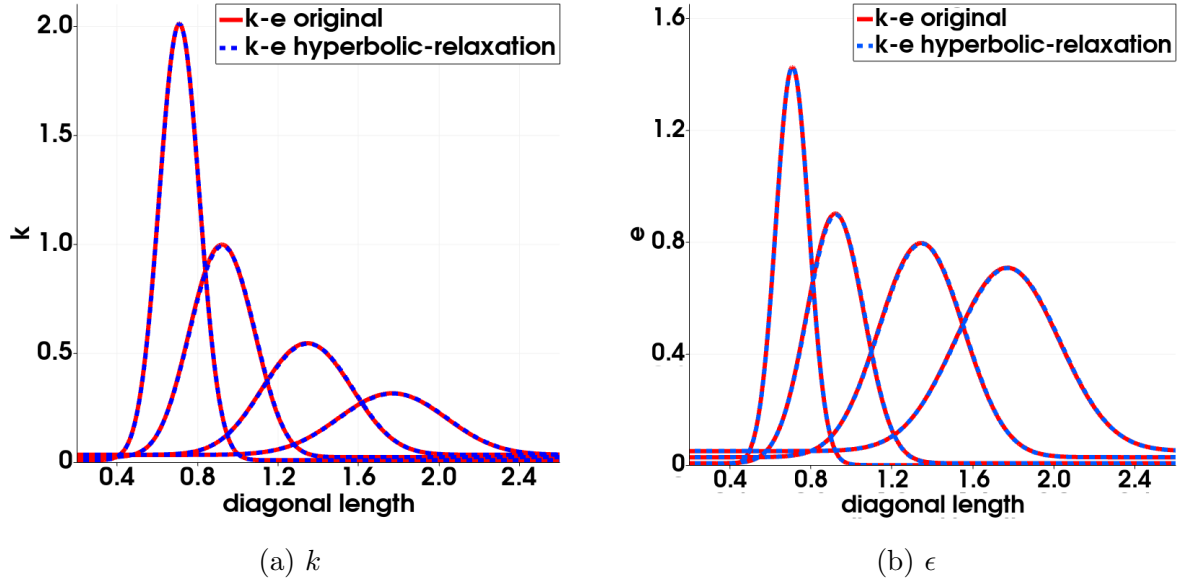 k-e original
k-e hyperbolic-relaxation
2.0
1.5
1.0
0.5
0
k
0.4 0.8 1.2 1.6 2.0 2.4
diagonal length
(a) k
k-e original
k-e hyperbolic-relaxation
1.6
1.2
0.8
0.4
0
e
0.4 0.8 1.2 1.6 2.0 2.4
diagonal length
(b) ϵ